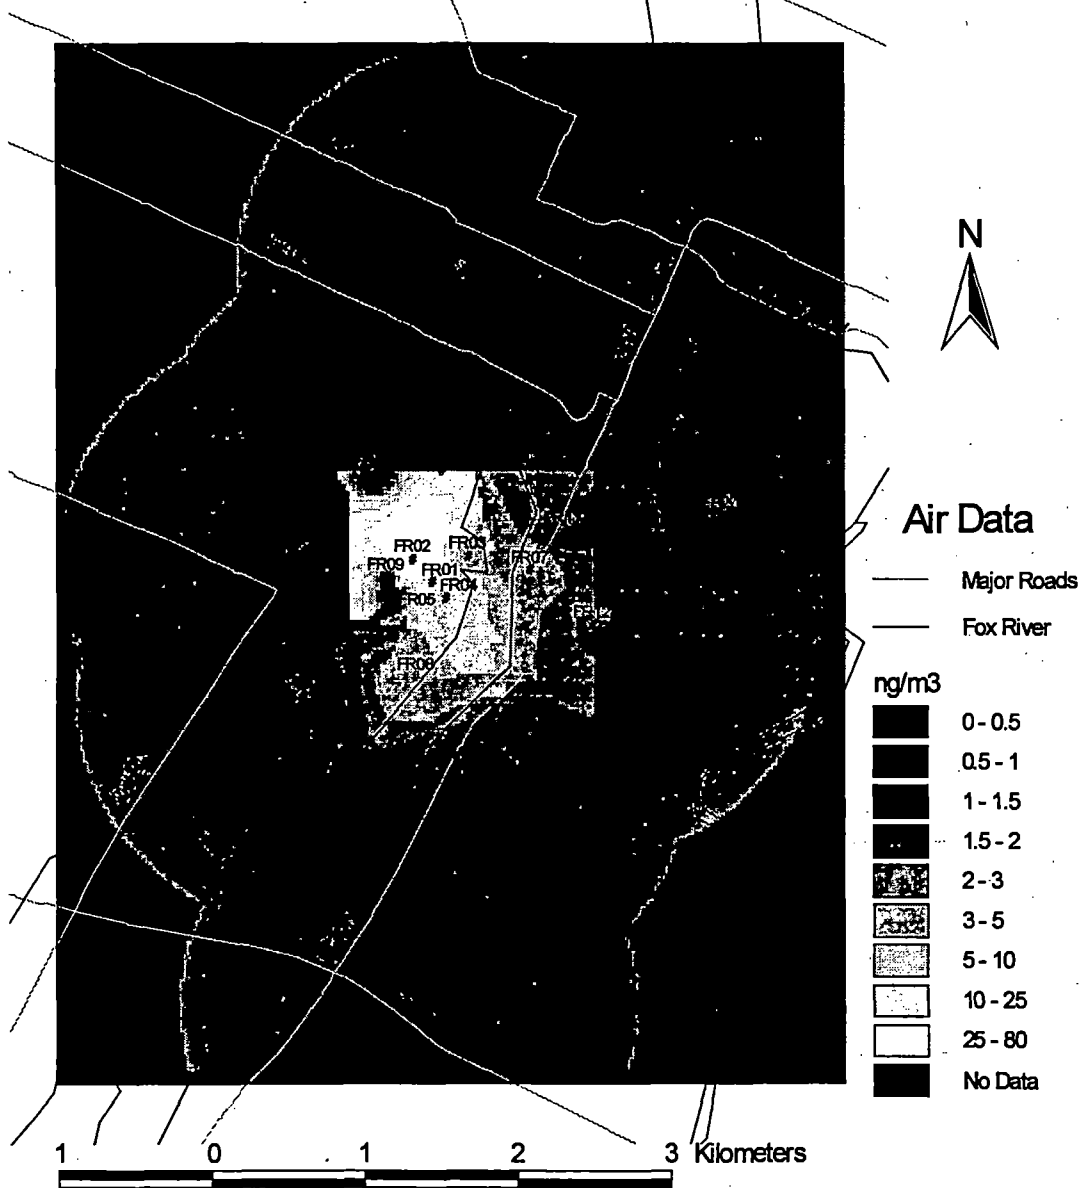 N
FR02
FR03
FR09
FR01
FR07
FR05
FR04
FR12
FR08
Air Data
Major Roads
Fox River
ng/m3
0 - 0.5
0.5 - 1
1 - 1.5
1.5 - 2
2 - 3
3 - 5
5 - 10
10 - 25
25 - 80
No Data
1 0 1 2 3 Kilometers